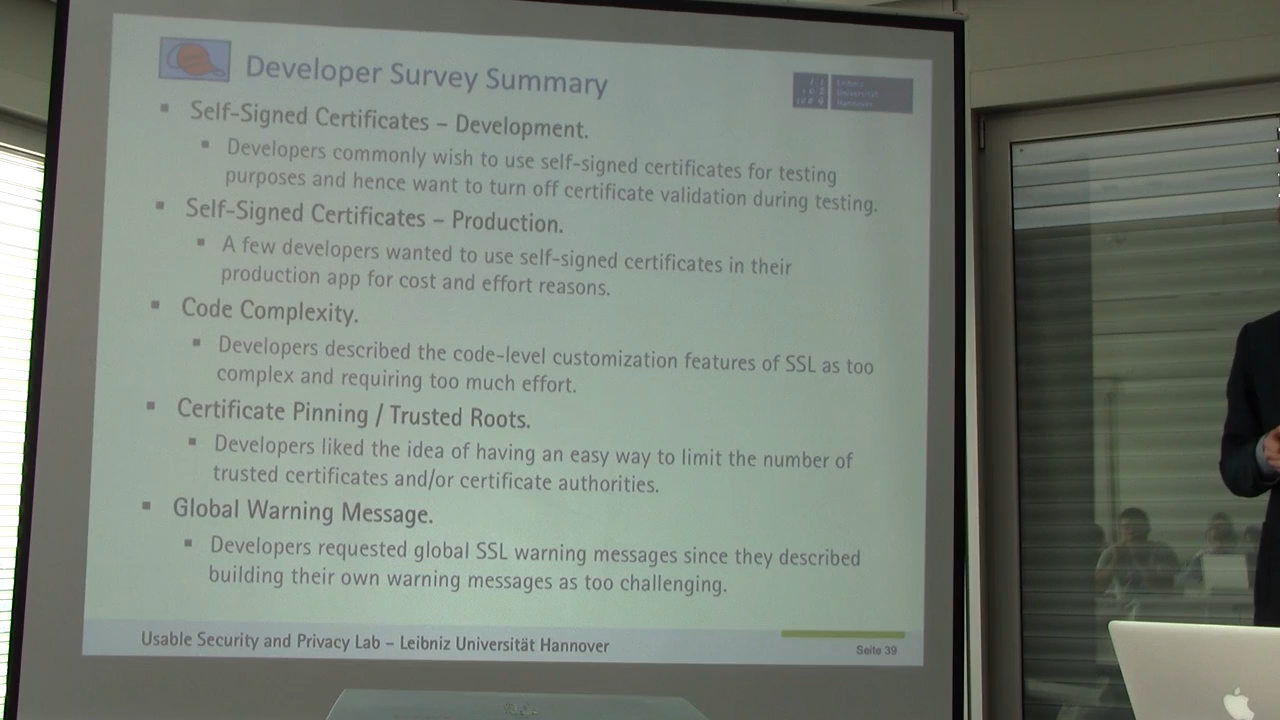 Developer Survey Summary
Leibniz
Universität
Hannover
Self-Signed Certificates – Development.
Developers commonly wish to use self-signed certificates for testing
purposes and hence want to turn off certificate validation during testing.
Self-Signed Certificates – Production.
A few developers wanted to use self-signed certificates in their
production app for cost and effort reasons.
Code Complexity.
Developers described the code-level customization features of SSL as too
complex and requiring too much effort.
Certificate Pinning / Trusted Roots.
Developers liked the idea of having an easy way to limit the number of
trusted certificates and/or certificate authorities.
Global Warning Message.
Developers requested global SSL warning messages since they described
building their own warning messages as too challenging.
Usable Security and Privacy Lab – Leibniz Universität Hannover
Seite 39